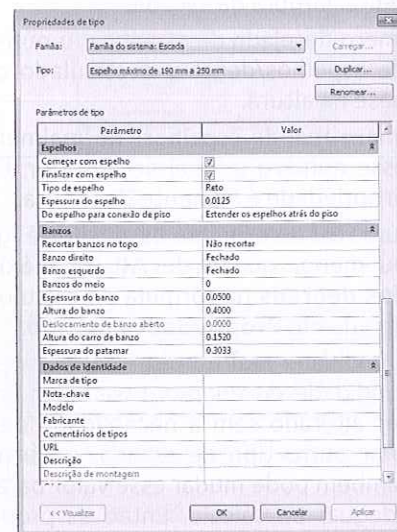 Propriedades de tipo
Família: Família do sistema: Escada Carregar...
Tipo: Espelho máximo de 190 mm a 250 mm Duplicar...
Renomear...
Parâmetros de tipo
Parâmetro Valor
Espelhos
Começar com espelho
Finalizar com espelho
Tipo de espelho Reto
Espessura do espelho 0.0125
Do espelho para conexão de piso Estender os espelhos atrás do piso
Banzos
Recortar banzos no topo Não recortar
Banzo direito Fechado
Banzo esquerdo Fechado
Banzos do meio 0
Espessura do banzo 0.0500
Altura do banzo 0.4000
Deslocamento de banzo aberto 0.0000
Altura do carro de banzo 0.1520
Espessura do patamar 0.3033
Dados de identidade
Marca de tipo
Nota-chave
Modelo
Fabricante
Comentários de tipos
URL
Descrição
Descrição de montagem
<< Visualizar OK Cancelar Aplicar